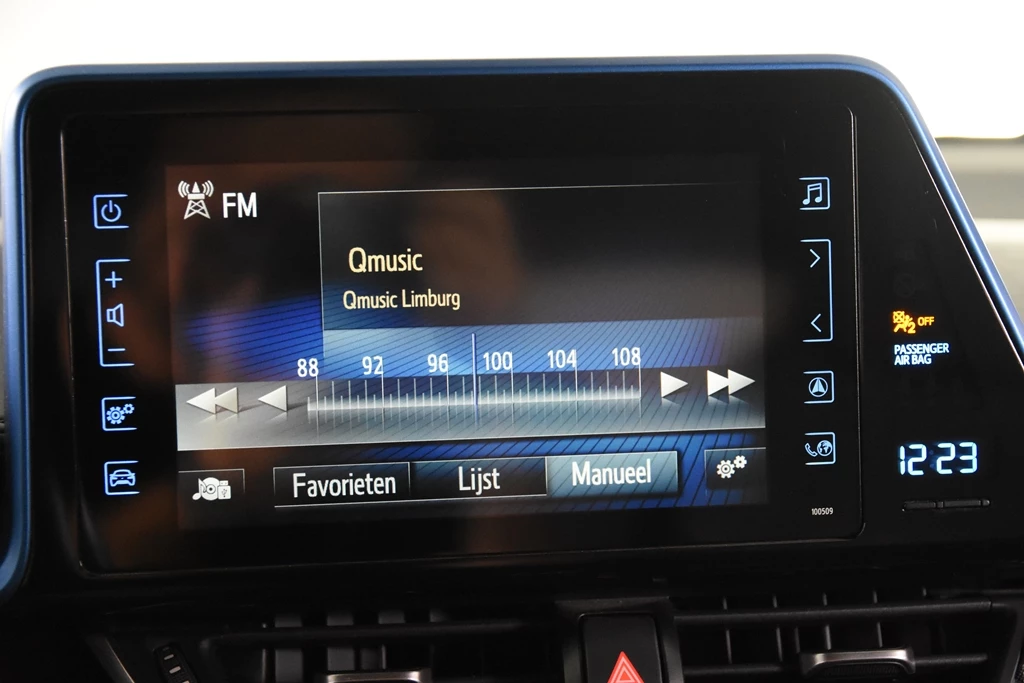 FM
Qmusic
Qmusic Limburg
88 92 96 100 104 108
Favorieten Lijst Manueel
100509
2 OFF
PASSENGER
AIR BAG
12 23